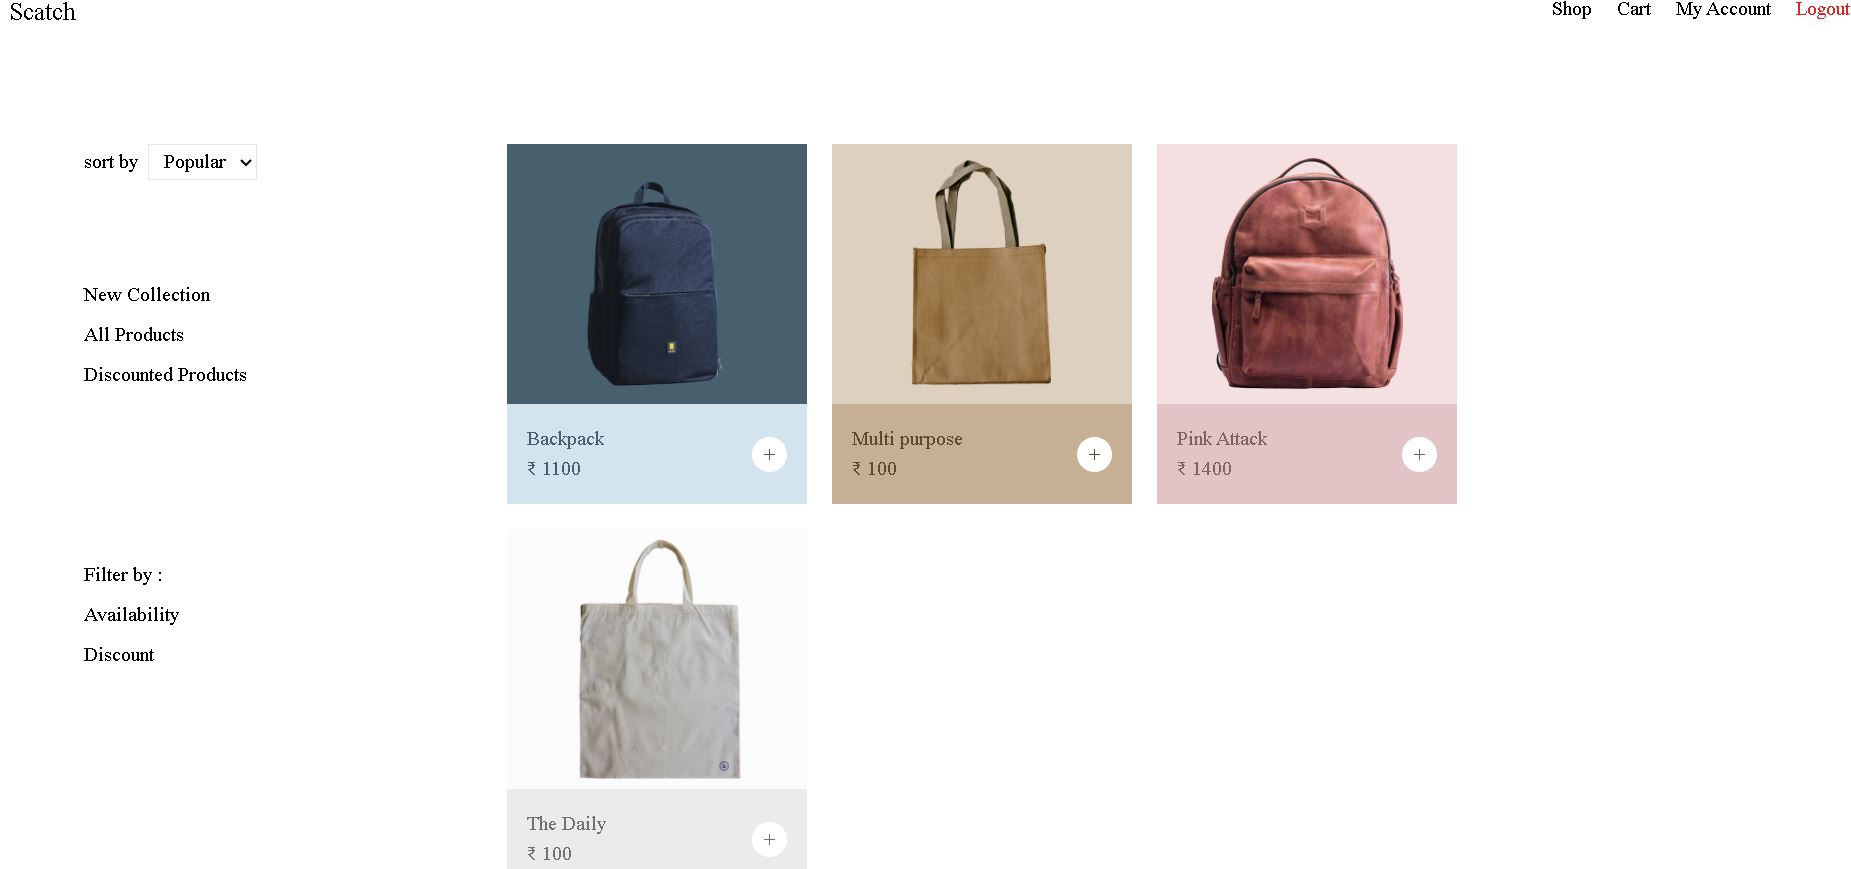 Scatch
Shop Cart My Account Logout
sort by Popular
New Collection
All Products
Discounted Products
Filter by :
Availability
Discount
Backpack
₹ 1100
+
Multi purpose
₹ 100
+
Pink Attack
₹ 1400
+
The Daily
₹ 100
+